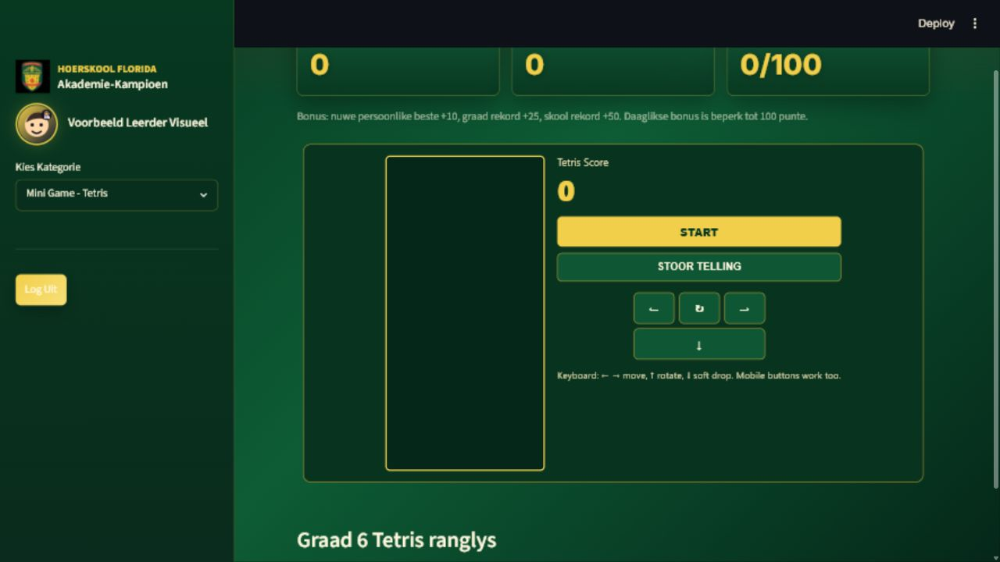 Deploy
HOERSKOOL FLORIDA
Akademie-Kampioen
Voorbeeld Leerder Visueel
Kies Kategorie
Mini Game - Tetris
Log Uit
0
0
0/100
Bonus: nuwe persoonlike beste +10, graad rekord +25, skool rekord +50. Daaglikse bonus is beperk tot 100 punte.
Tetris Score
0
START
STOOR TELLING
← ↻ →
↓
Keyboard: ← → move, ↑ rotate, ↓ soft drop. Mobile buttons work too.
Graad 6 Tetris ranglys